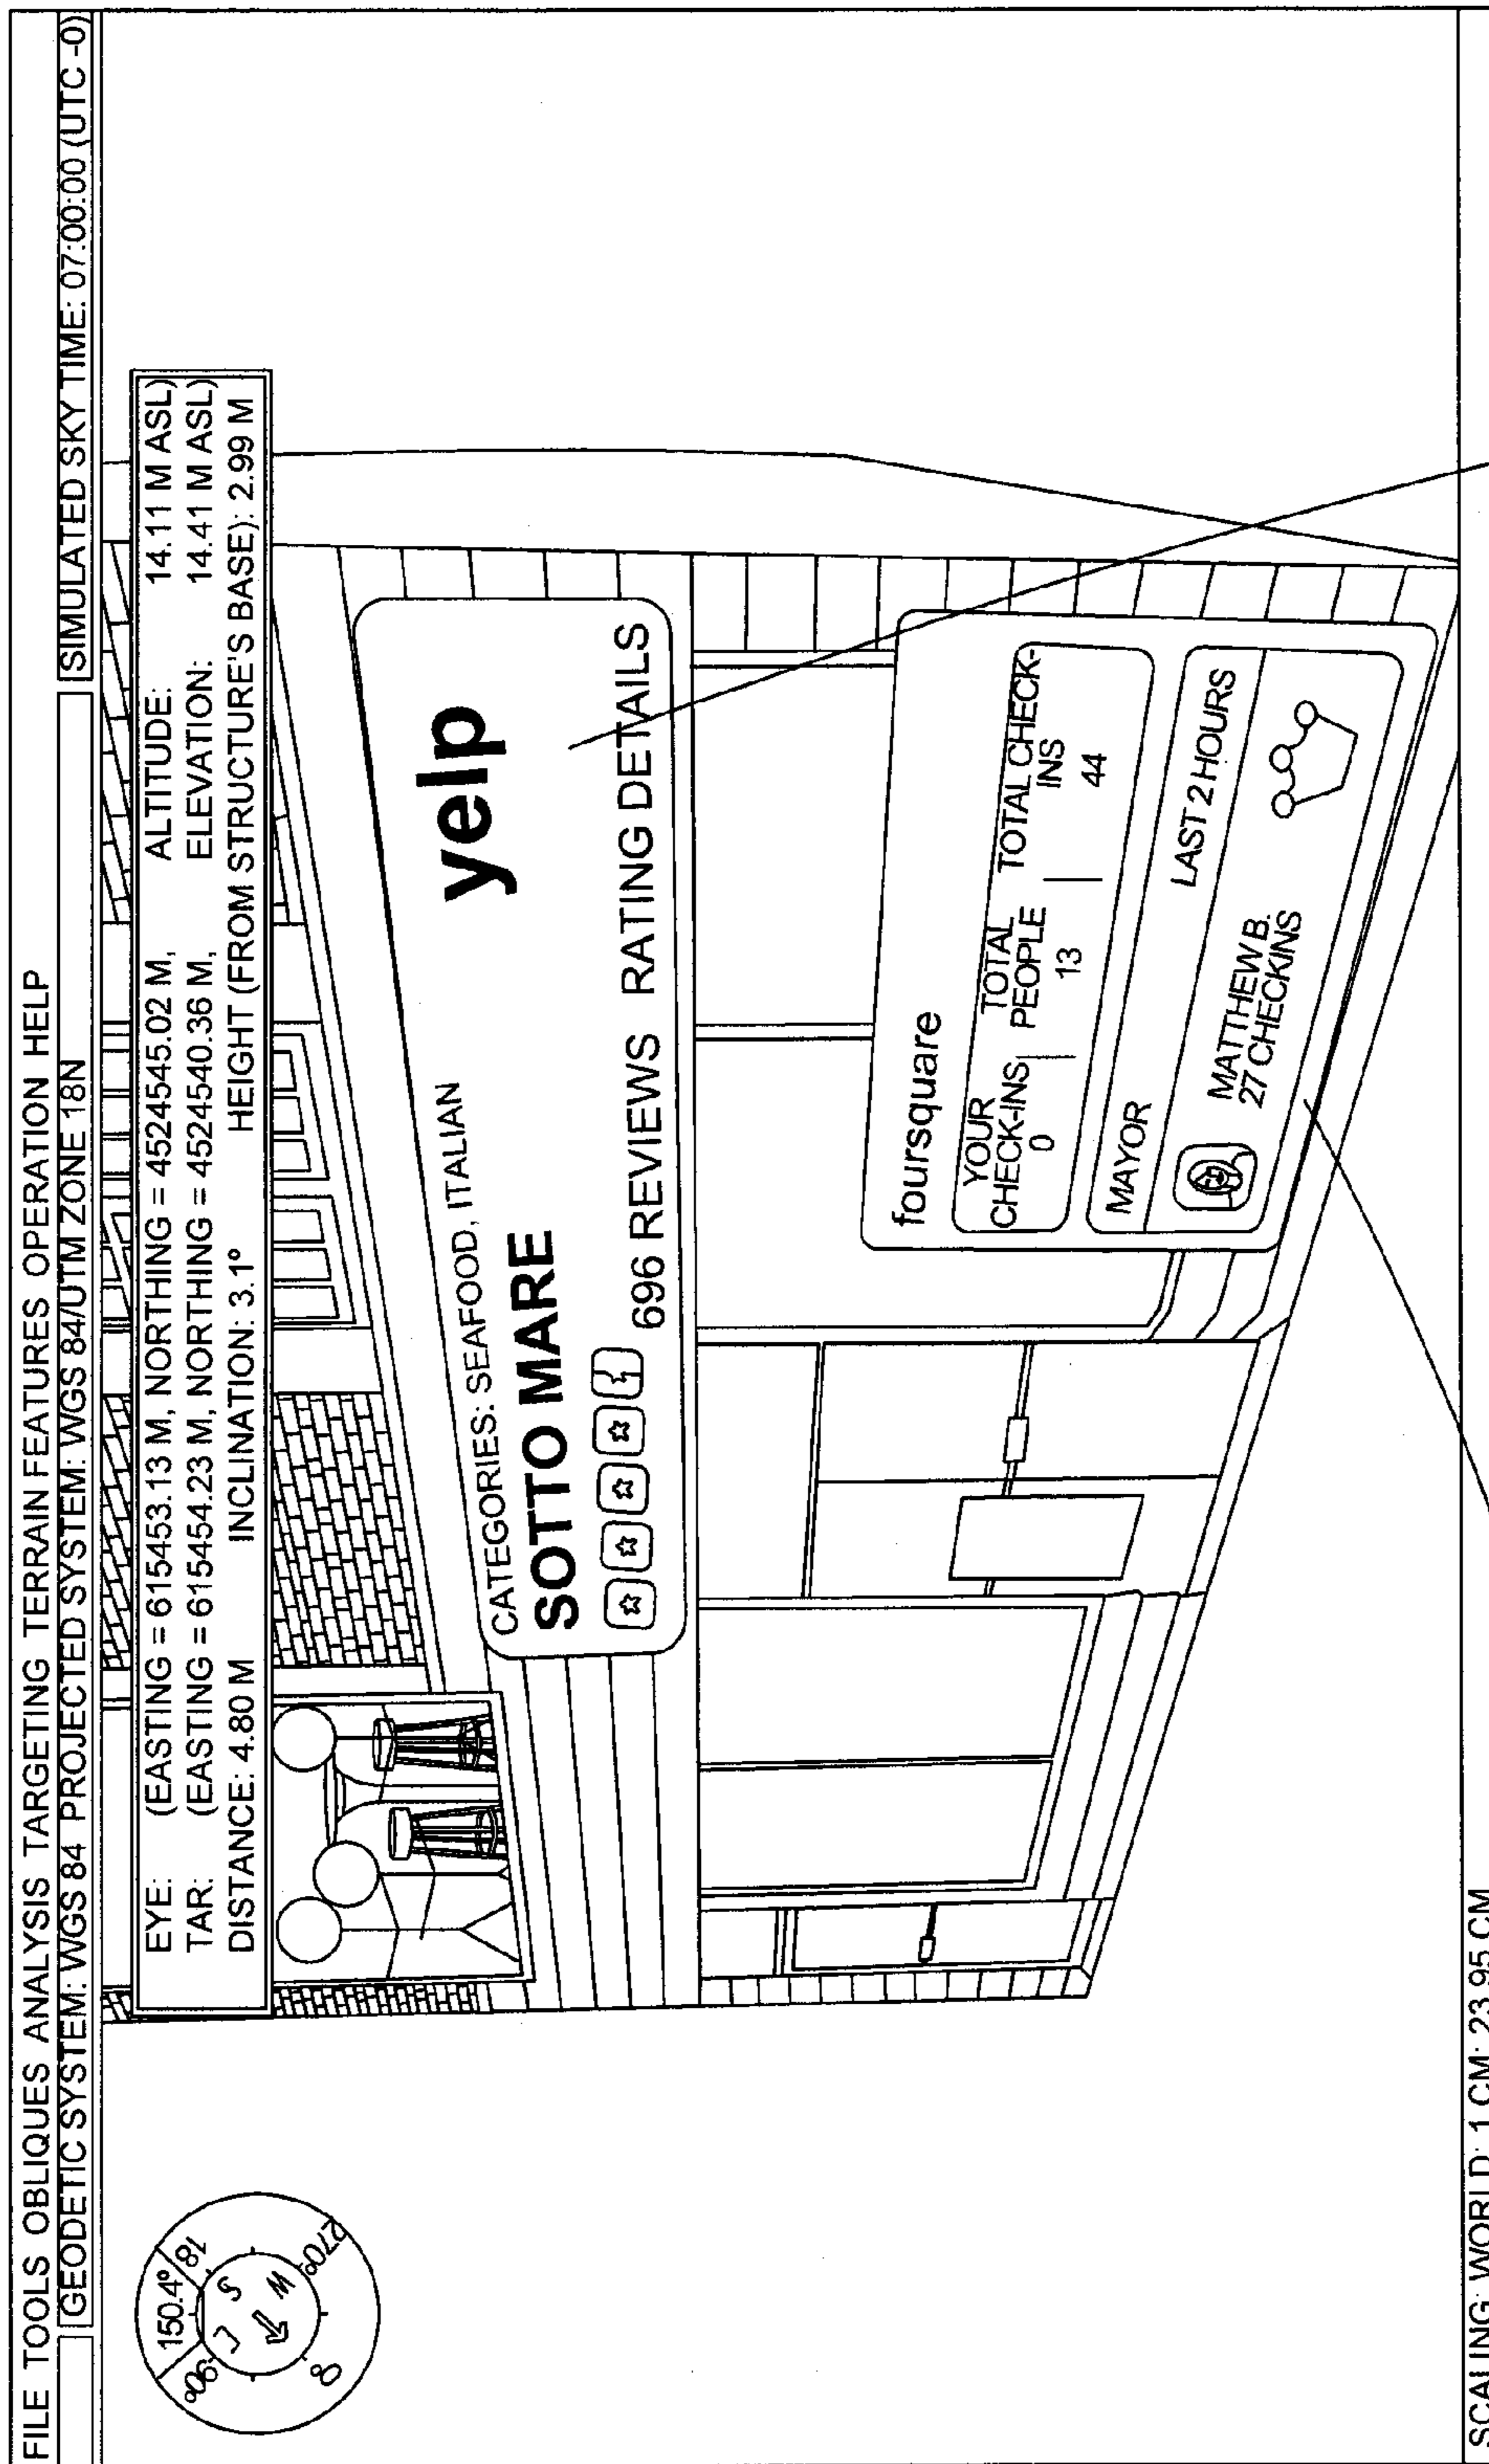 FILE TOOLS OBLIQUES ANALYSIS TARGETING TERRAIN FEATURES OPERATION HELP
GEODETIC SYSTEM: WGS 84 PROJECTED SYSTEM: WGS 84/UTM ZONE 18N SIMULATED SKY TIME: 07:00:00 (UTC -0)
EYE: (EASTING = 615453.13 M, NORTHING = 4524545.02 M, ALTITUDE: 14.11 M ASL)
TAR: (EASTING = 615454.23 M, NORTHING = 4524540.36 M, ELEVATION: 14.41 M ASL)
DISTANCE: 4.80 M INCLINATION: 3.1° HEIGHT (FROM STRUCTURE'S BASE): 2.99 M
150.4°
90° 18
S
W
270°
0
CATEGORIES: SEAFOOD, ITALIAN
yelp
SOTTO MARE
696 REVIEWS RATING DETAILS
foursquare
YOUR TOTAL TOTAL CHECK-
CHECK-INS PEOPLE INS
0 13 44
MAYOR LAST 2 HOURS
MATTHEW B.
27 CHECKINS
SCALING: WORLD: 1 CM: 23.95 CM